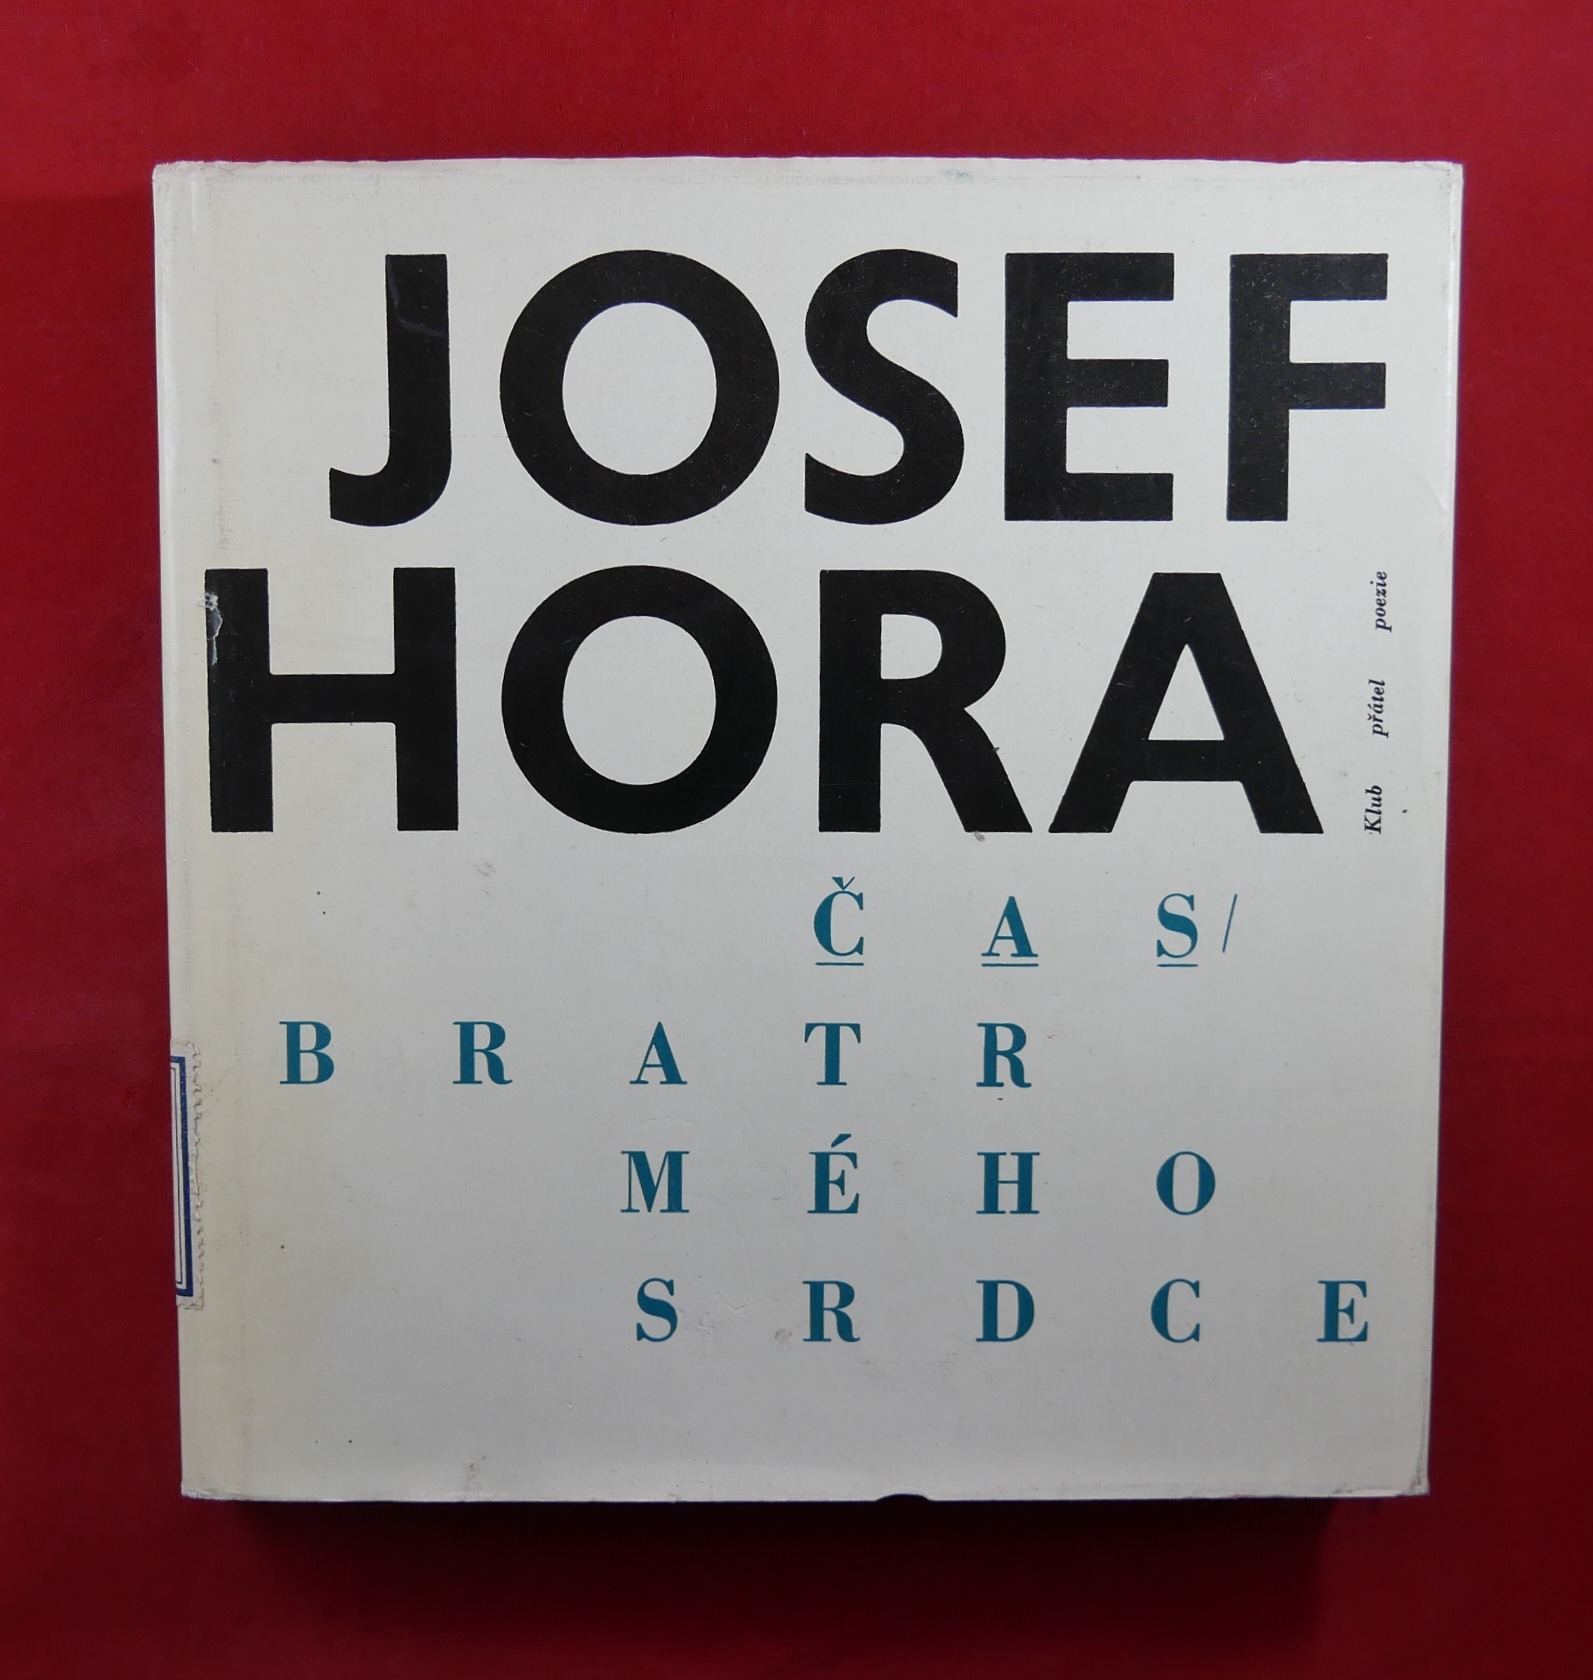 JOSEF
HORA
Klub přátel poezie
ČAS/
BRATR
MÉHO
SRDCE